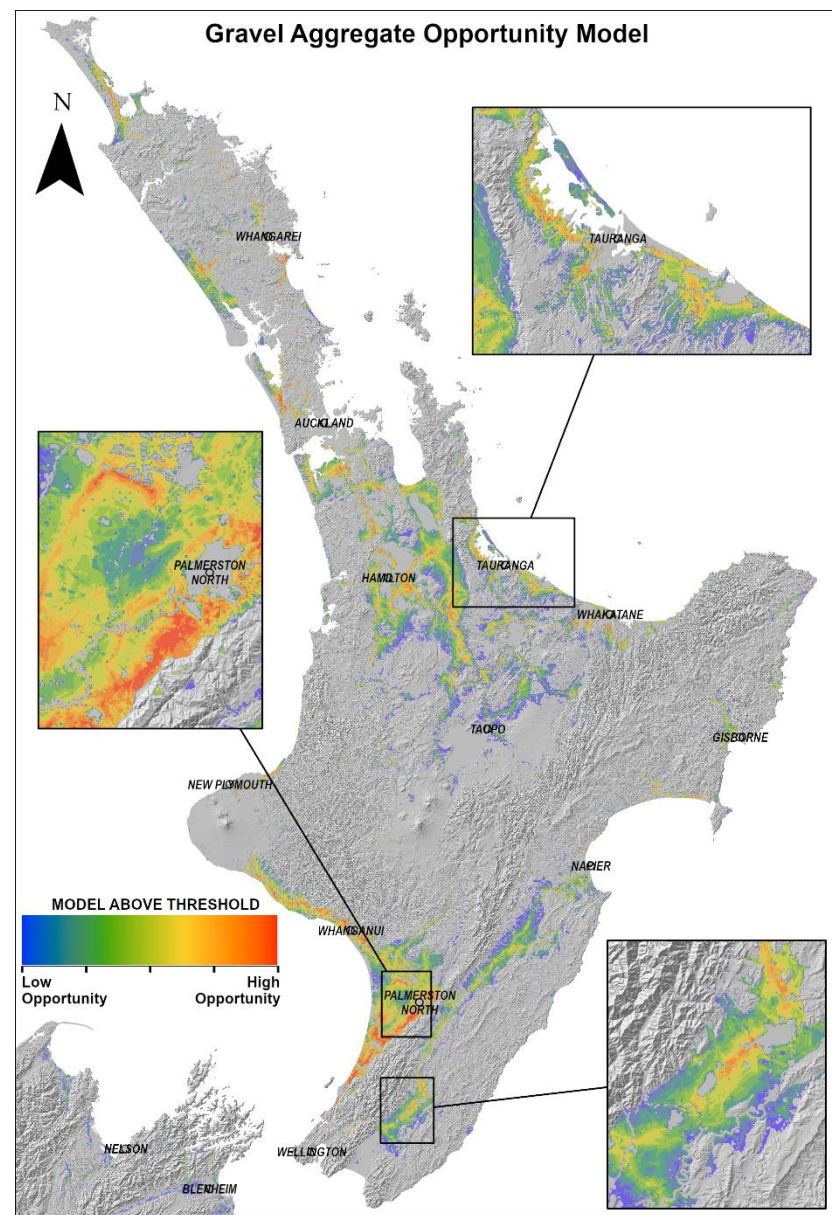 Gravel Aggregate Opportunity Model
N
WHANGAREI
TAURANGA
AUCKLAND
PALMERSTON
NORTH
HAMILTON
TAURANGA
WHAKATANE
TAUPO
GISBORNE
NEW PLYMOUTH
NAPIER
MODEL ABOVE THRESHOLD
Low
Opportunity
High
Opportunity
WHANGANUI
PALMERSTON
NORTH
NELSON
WELLINGTON
BLENHEIM